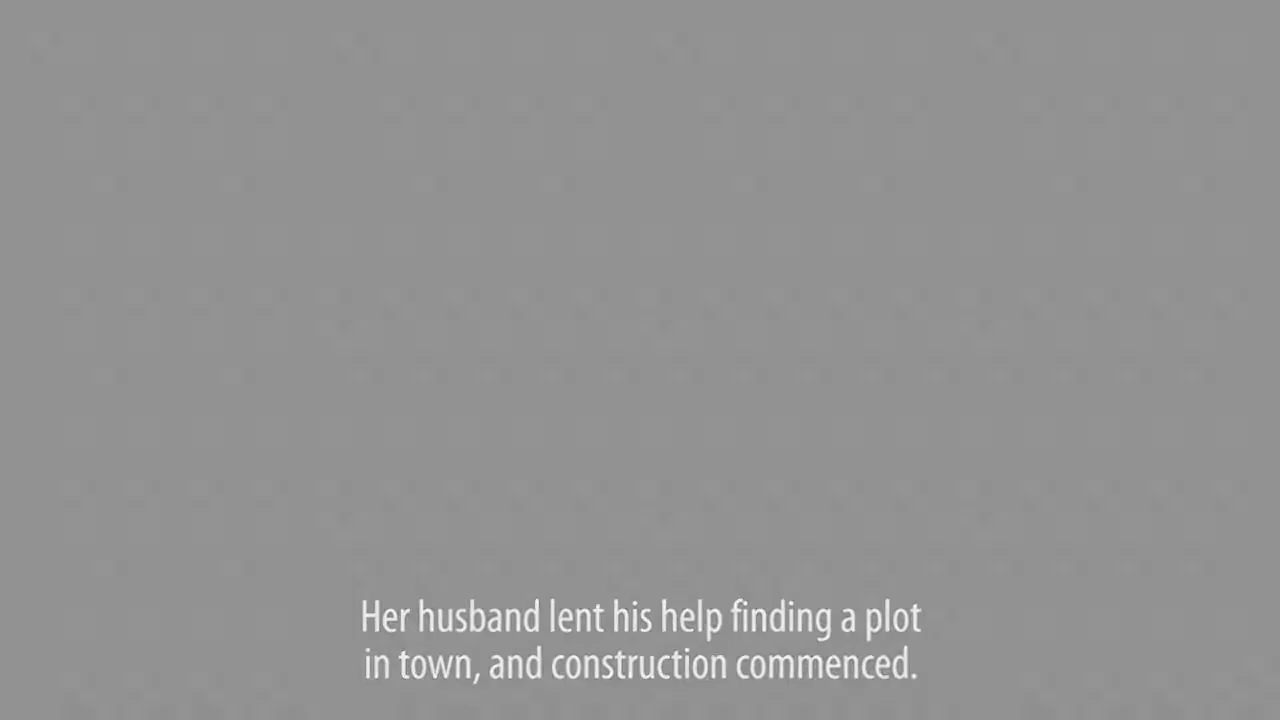 Her husband lent his help finding a plot
in town, and construction commenced.